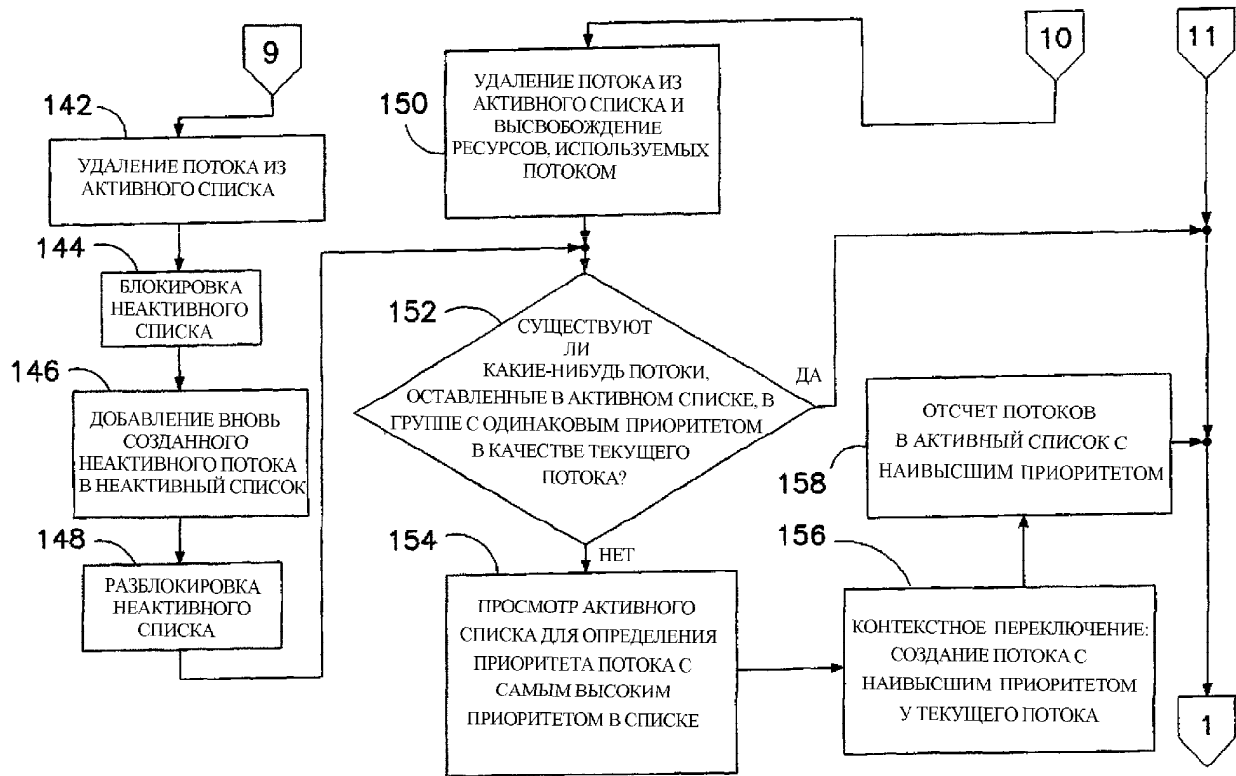 9
10
11
142
УДАЛЕНИЕ ПОТОКА ИЗ
АКТИВНОГО СПИСКА
144
БЛОКИРОВКА
НЕАКТИВНОГО
СПИСКА
146
ДОБАВЛЕНИЕ ВНОВЬ
СОЗДАННОГО
НЕАКТИВНОГО ПОТОКА
В НЕАКТИВНЫЙ СПИСОК
148
РАЗБЛОКИРОВКА
НЕАКТИВНОГО
СПИСКА
150
УДАЛЕНИЕ ПОТОКА ИЗ
АКТИВНОГО СПИСКА И
ВЫСВОБОЖДЕНИЕ
РЕСУРСОВ, ИСПОЛЬЗУЕМЫХ
ПОТОКОМ
152
СУЩЕСТВУЮТ
ЛИ
КАКИЕ-НИБУДЬ ПОТОКИ,
ОСТАВЛЕННЫЕ В АКТИВНОМ СПИСКЕ, В
ГРУППЕ С ОДИНАКОВЫМ ПРИОРИТЕТОМ
В КАЧЕСТВЕ ТЕКУЩЕГО
ПОТОКА?
ДА
НЕТ
154
ПРОСМОТР АКТИВНОГО
СПИСКА ДЛЯ ОПРЕДЕЛЕНИЯ
ПРИОРИТЕТА ПОТОКА С
САМЫМ ВЫСОКИМ
ПРИОРИТЕТОМ В СПИСКЕ
156
КОНТЕКСТНОЕ ПЕРЕКЛЮЧЕНИЕ:
СОЗДАНИЕ ПОТОКА С
НАИВЫСШИМ ПРИОРИТЕТОМ
У ТЕКУЩЕГО ПОТОКА
158
ОТСЧЕТ ПОТОКОВ
В АКТИВНЫЙ СПИСОК С
НАИВЫСШИМ ПРИОРИТЕТОМ
1